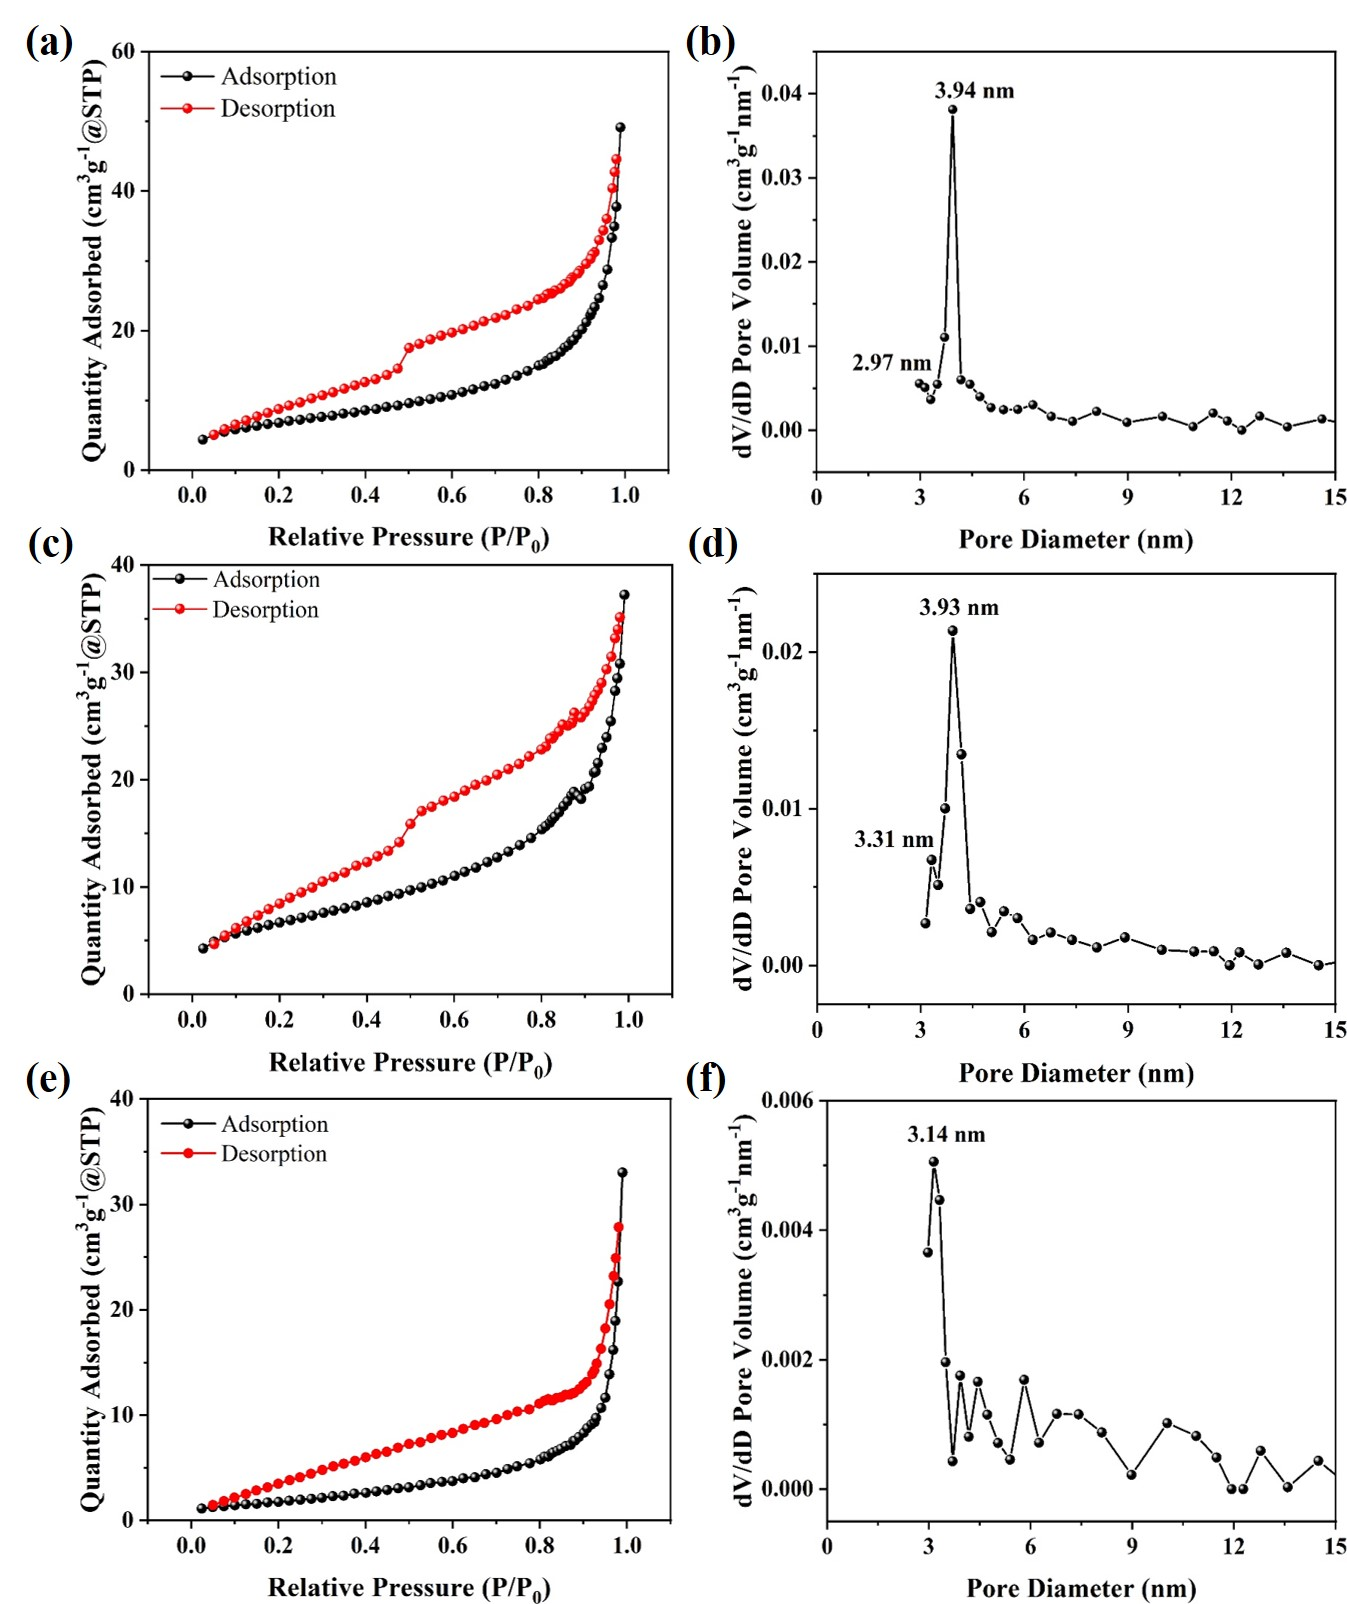 (a)
60
40
20
0
Quantity Adsorbed (cm³g⁻¹@STP)
Adsorption
Desorption
0.0 0.2 0.4 0.6 0.8 1.0
Relative Pressure (P/P₀)
(b)
0.04
0.03
0.02
0.01
0.00
dV/dD Pore Volume (cm³g⁻¹nm⁻¹)
3.94 nm
2.97 nm
0 3 6 9 12 15
Pore Diameter (nm)
(c)
40
30
20
10
0
Quantity Adsorbed (cm³g⁻¹@STP)
Adsorption
Desorption
0.0 0.2 0.4 0.6 0.8 1.0
Relative Pressure (P/P₀)
(d)
0.02
0.01
0.00
dV/dD Pore Volume (cm³g⁻¹nm⁻¹)
3.93 nm
3.31 nm
0 3 6 9 12 15
Pore Diameter (nm)
(e)
40
30
20
10
0
Quantity Adsorbed (cm³g⁻¹@STP)
Adsorption
Desorption
0.0 0.2 0.4 0.6 0.8 1.0
Relative Pressure (P/P₀)
(f)
0.006
0.004
0.002
0.000
dV/dD Pore Volume (cm³g⁻¹nm⁻¹)
3.14 nm
0 3 6 9 12 15
Pore Diameter (nm)